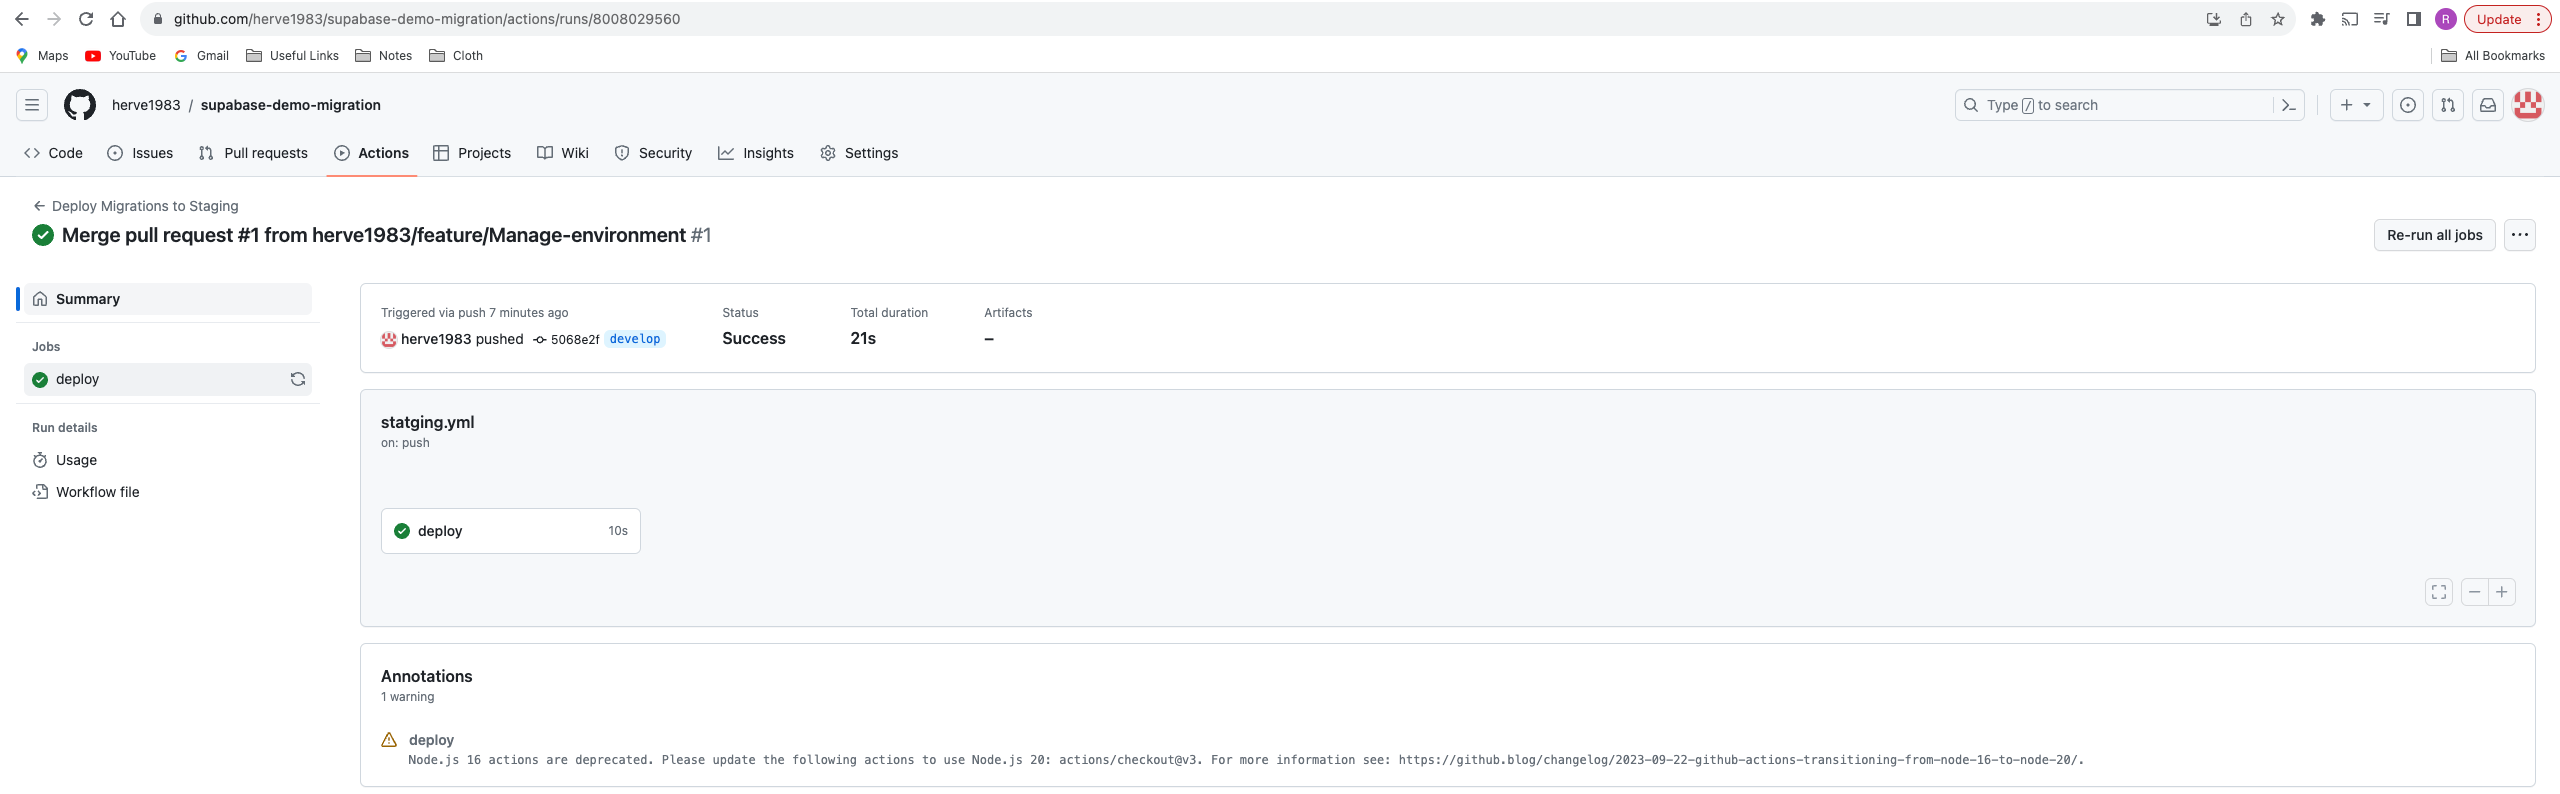 github.com/herve1983/supabase-demo-migration/actions/runs/8008029560
R
Update
Maps
YouTube
Gmail
Useful Links
Notes
Cloth
All Bookmarks
herve1983 / supabase-demo-migration
Type / to search
Code
Issues
Pull requests
Actions
Projects
Wiki
Security
Insights
Settings
Deploy Migrations to Staging
Merge pull request #1 from herve1983/feature/Manage-environment #1
Re-run all jobs
Summary
Jobs
deploy
Run details
Usage
Workflow file
Triggered via push 7 minutes ago
herve1983 pushed 5068e2f develop
Status
Success
Total duration
21s
Artifacts
–
statging.yml
on: push
deploy 10s
Annotations
1 warning
deploy
Node.js 16 actions are deprecated. Please update the following actions to use Node.js 20: actions/checkout@v3. For more information see: https://github.blog/changelog/2023-09-22-github-actions-transitioning-from-node-16-to-node-20/.